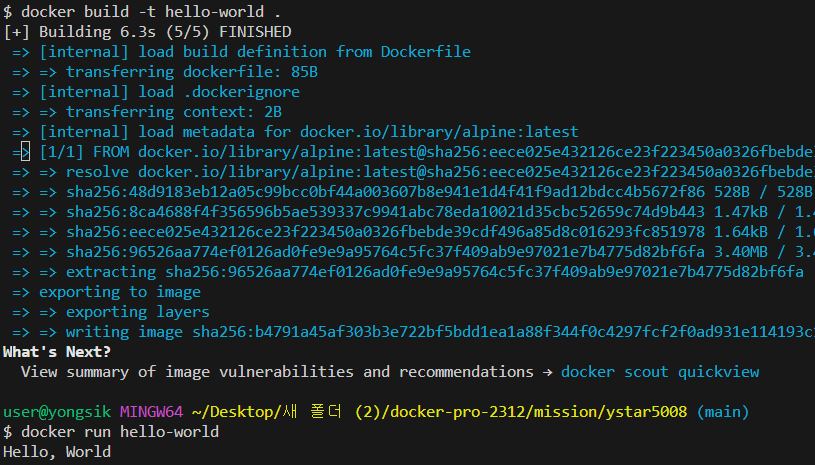 $ docker build -t hello-world .
[+] Building 6.3s (5/5) FINISHED
=> [internal] load build definition from Dockerfile
=> => transferring dockerfile: 85B
=> [internal] load .dockerignore
=> => transferring context: 2B
=> [internal] load metadata for docker.io/library/alpine:latest
=> [1/1] FROM docker.io/library/alpine:latest@sha256:eece025e432126ce23f223450a0326fbebde
=> => resolve docker.io/library/alpine:latest@sha256:eece025e432126ce23f223450a0326fbebde
=> => sha256:48d9183eb12a05c99bcc0bf44a003607b8e941e1d4f41f9ad12bdcc4b5672f86 528B / 528B
=> => sha256:8ca4688f4f356596b5ae539337c9941abc78eda10021d35cbc52659c74d9b443 1.47kB / 1.4
=> => sha256:eece025e432126ce23f223450a0326fbebde39cdf496a85d8c016293fc851978 1.64kB / 1.6
=> => sha256:96526aa774ef0126ad0fe9e9a95764c5fc37f409ab9e97021e7b4775d82bf6fa 3.40MB / 3.4
=> => extracting sha256:96526aa774ef0126ad0fe9e9a95764c5fc37f409ab9e97021e7b4775d82bf6fa
=> exporting to image
=> => exporting layers
=> => writing image sha256:b4791a45af303b3e722bf5bdd1ea1a88f344f0c4297fcf2f0ad931e114193c
What's Next?
View summary of image vulnerabilities and recommendations → docker scout quickview
user@yongsik MINGW64 ~/Desktop/새 폴더 (2)/docker-pro-2312/mission/ystar5008 (main)
$ docker run hello-world
Hello, World